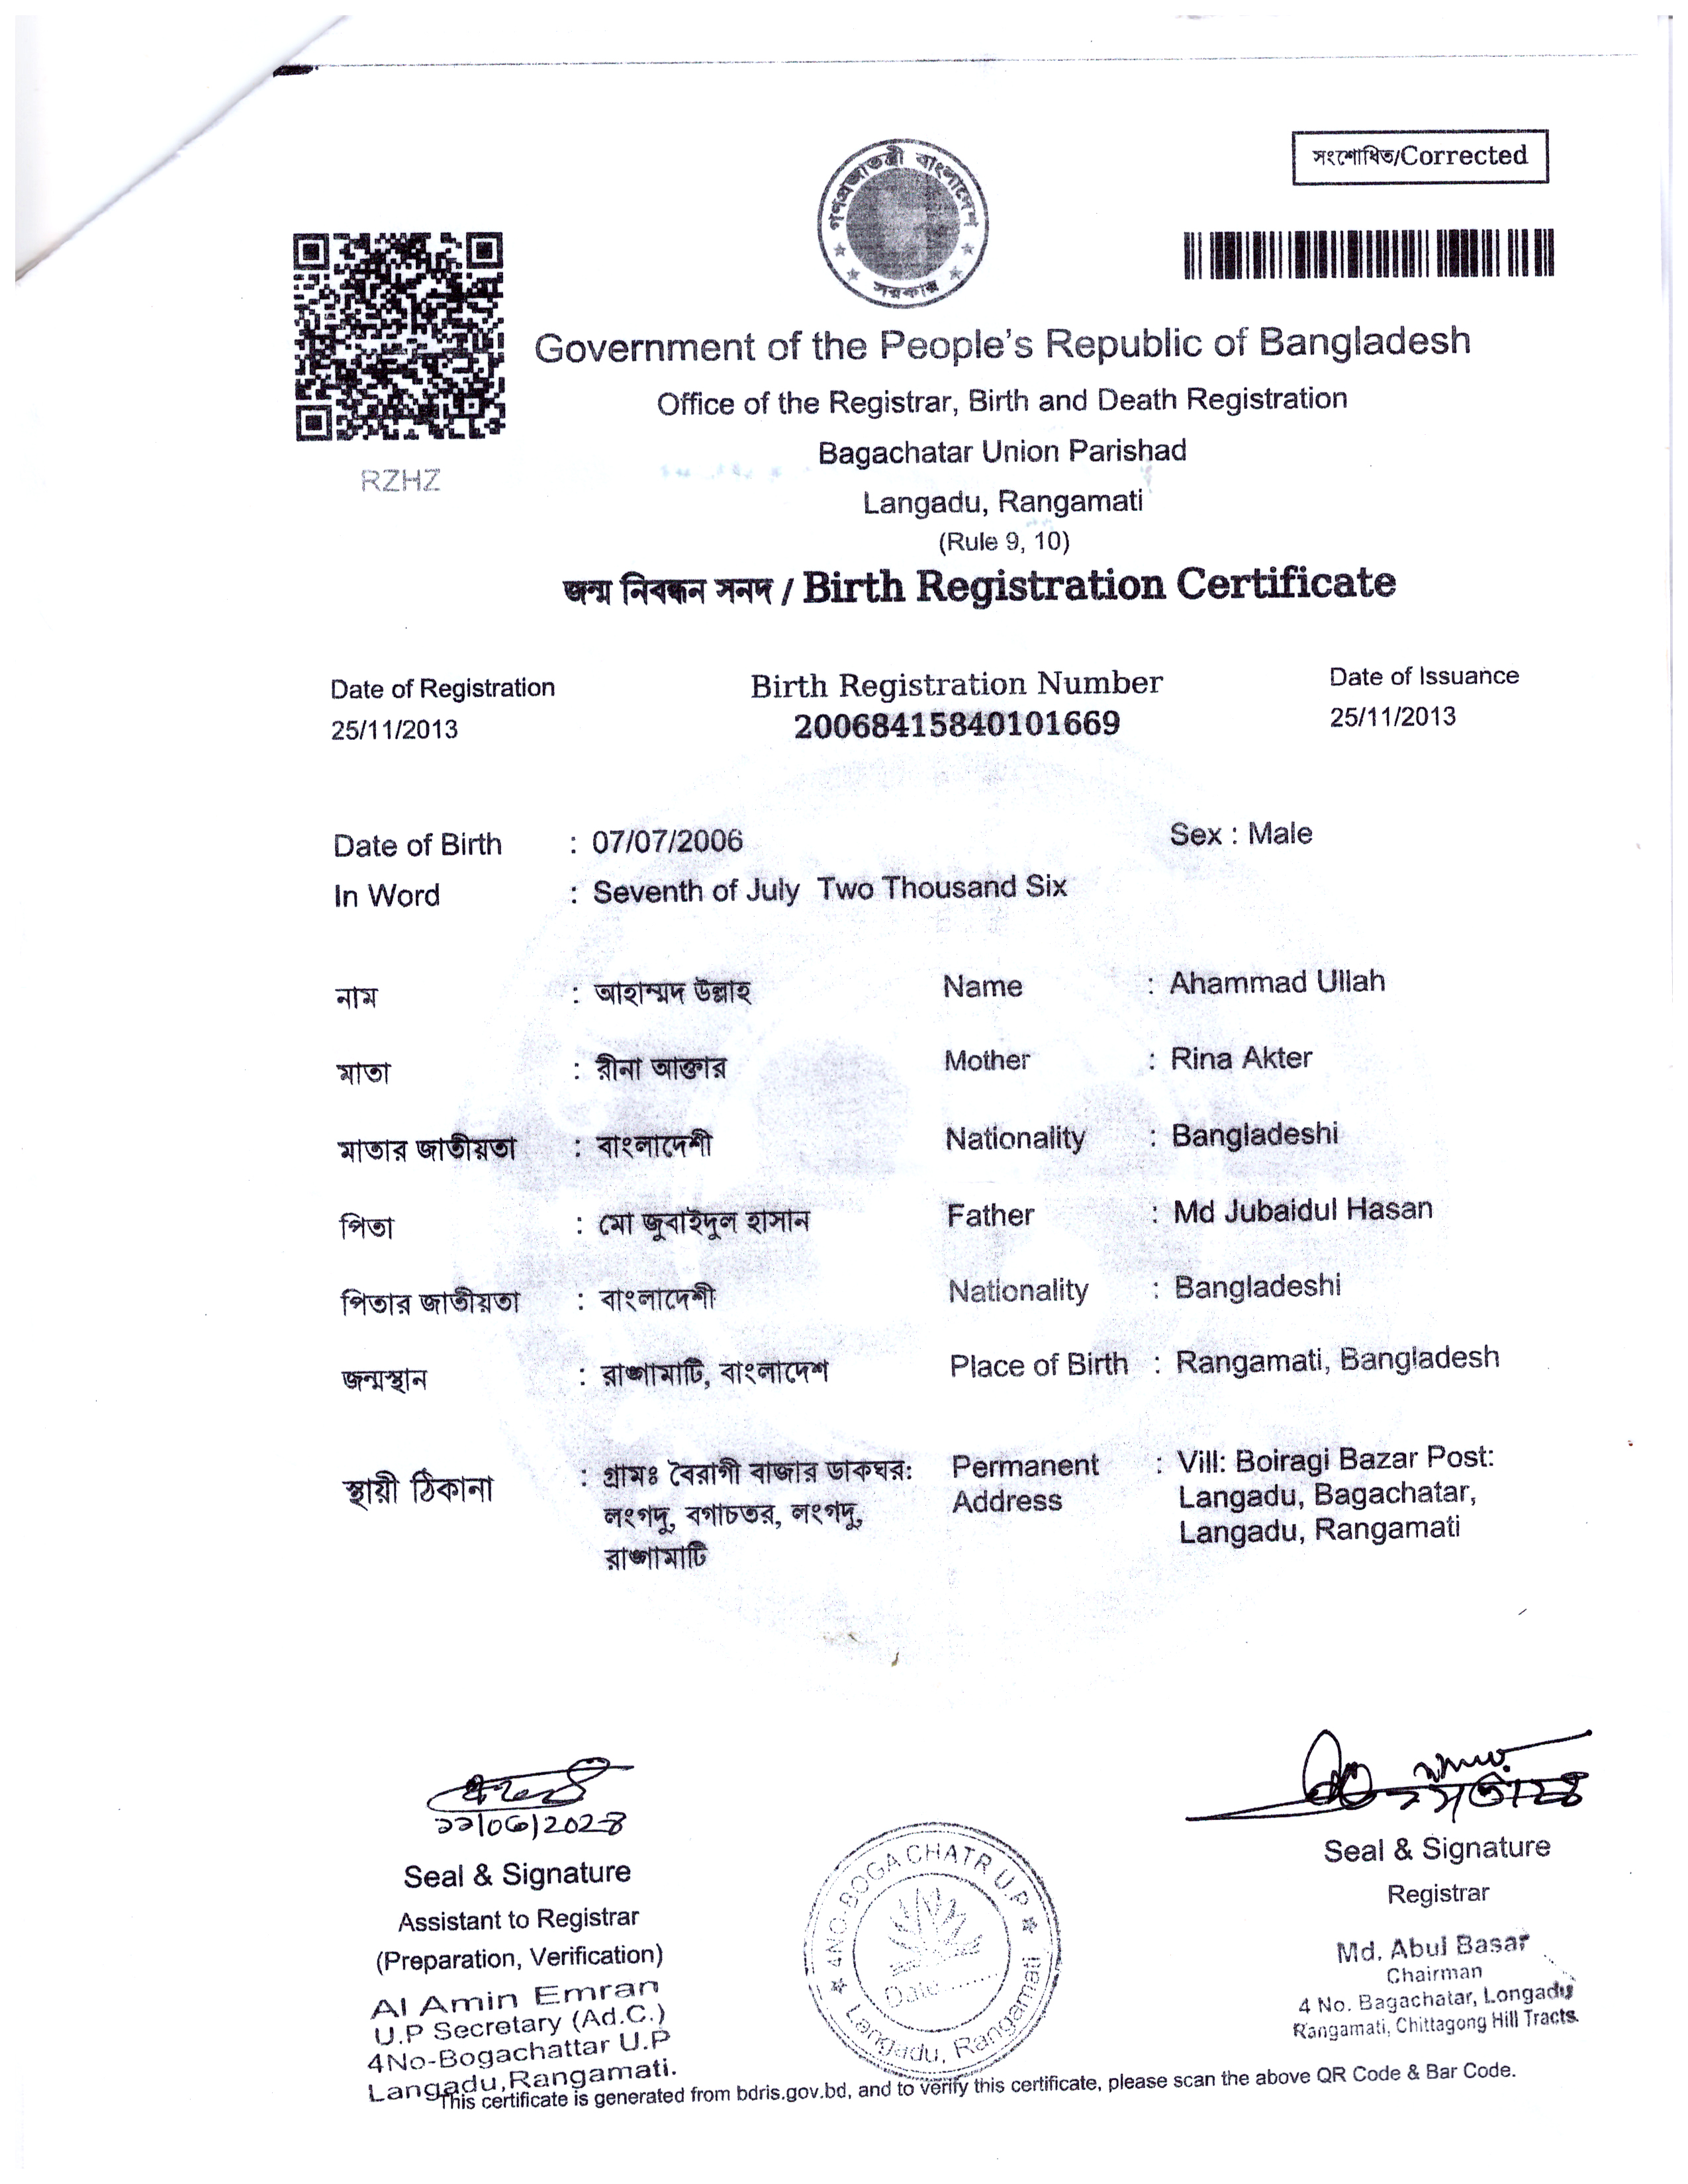 সংশোধিত/Corrected
গণপ্রজাতন্ত্রী বাংলাদেশ
সরকার
RZHZ
Government of the People's Republic of Bangladesh
Office of the Registrar, Birth and Death Registration
Bagachatar Union Parishad
Langadu, Rangamati
(Rule 9, 10)
জন্ম নিবন্ধন সনদ / Birth Registration Certificate
Date of Registration Birth Registration Number Date of Issuance
25/11/2013 20068415840101669 25/11/2013
Date of Birth : 07/07/2006 Sex : Male
In Word : Seventh of July Two Thousand Six
নাম : আহাম্মদ উল্লাহ Name : Ahammad Ullah
মাতা : রীনা আক্তার Mother : Rina Akter
মাতার জাতীয়তা : বাংলাদেশী Nationality : Bangladeshi
পিতা : মো জুবাইদুল হাসান Father : Md Jubaidul Hasan
পিতার জাতীয়তা : বাংলাদেশী Nationality : Bangladeshi
জন্মস্থান : রাঙ্গামাটি, বাংলাদেশ Place of Birth : Rangamati, Bangladesh
স্থায়ী ঠিকানা : গ্রামঃ বৈরাগী বাজার ডাকঘর: Permanent Address : Vill: Boiragi Bazar Post:
লংগদু, বগাচতর, লংগদু, Langadu, Bagachatar,
রাঙ্গামাটি Langadu, Rangamati
Seal & Signature
Assistant to Registrar
(Preparation, Verification)
Al Amin Emran
U.P Secretary (Ad.C.)
4No-Bogachattar U.P
Langadu,Rangamati.
4NO-BOGA CHATR U.P
Date
Langadu, Rangamati
Seal & Signature
Registrar
Md. Abul Basar
Chairman
4 No. Bagachatar, Longadu
Rangamati, Chittagong Hill Tracts.
This certificate is generated from bdris.gov.bd, and to verify this certificate, please scan the above QR Code & Bar Code.